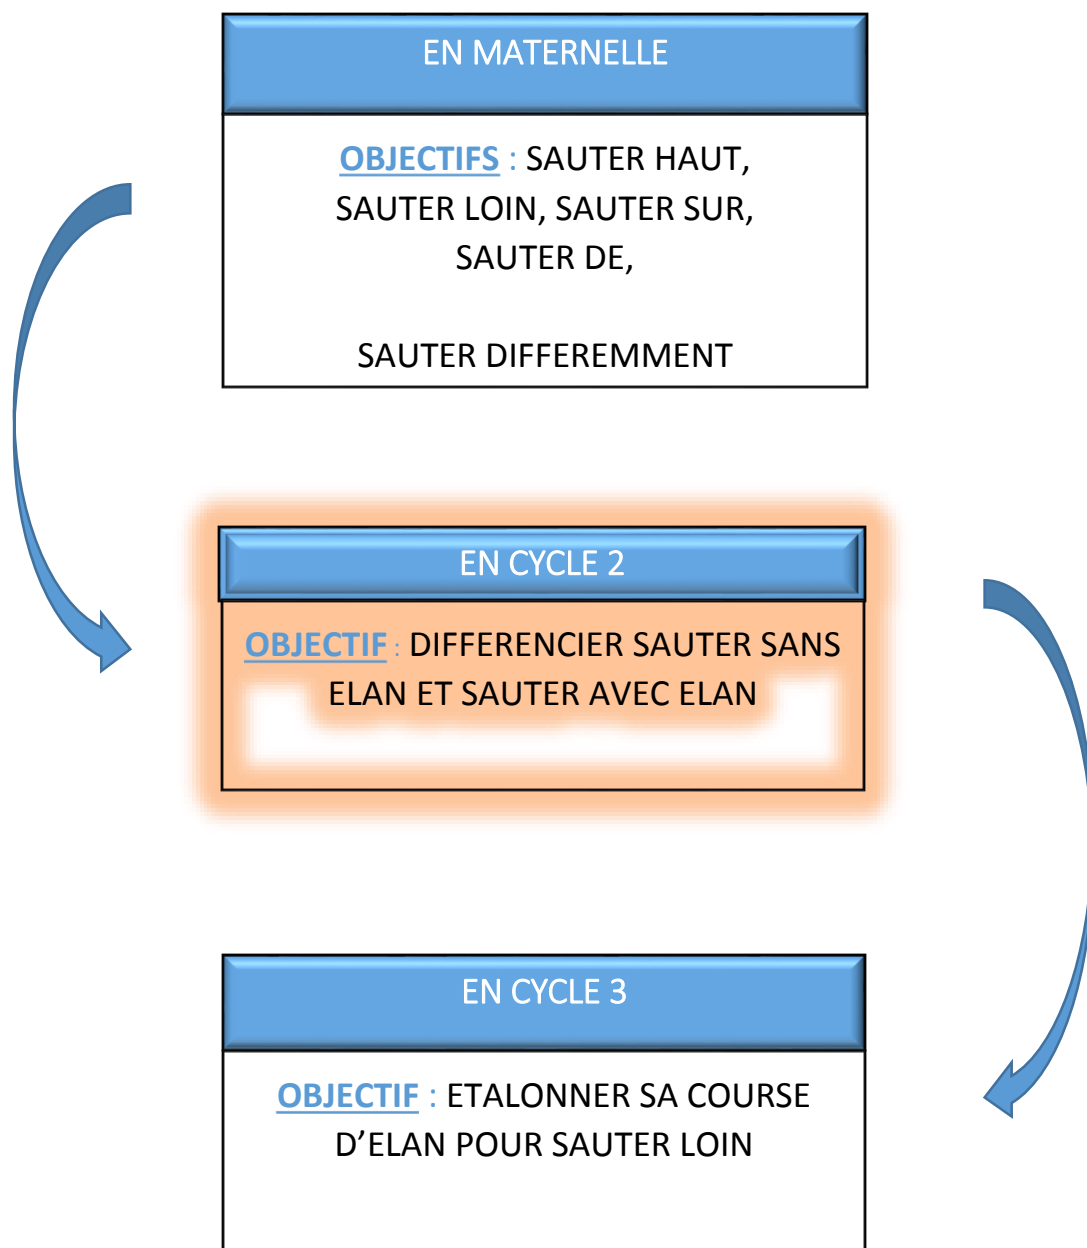 EN MATERNELLE
OBJECTIFS : SAUTER HAUT,
SAUTER LOIN, SAUTER SUR,
SAUTER DE,
SAUTER DIFFEREMMENT
EN CYCLE 2
OBJECTIF : DIFFERENCIER SAUTER SANS
ELAN ET SAUTER AVEC ELAN
EN CYCLE 3
OBJECTIF : ETALONNER SA COURSE
D’ELAN POUR SAUTER LOIN